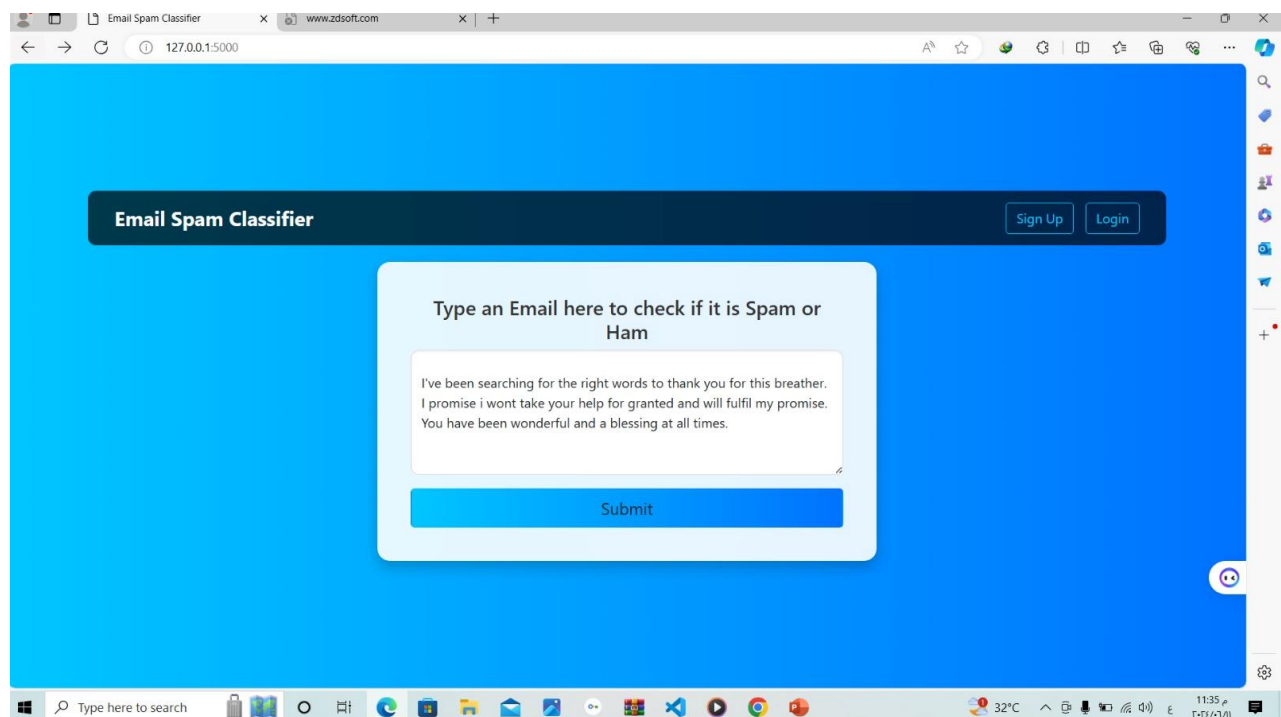 Email Spam Classifier
www.zdsoft.com
127.0.0.1:5000
Email Spam Classifier
Sign Up
Login
Type an Email here to check if it is Spam or
Ham
I've been searching for the right words to thank you for this breather.
I promise i wont take your help for granted and will fulfil my promise.
You have been wonderful and a blessing at all times.
Submit
Type here to search
32°C
ع
11:35 م